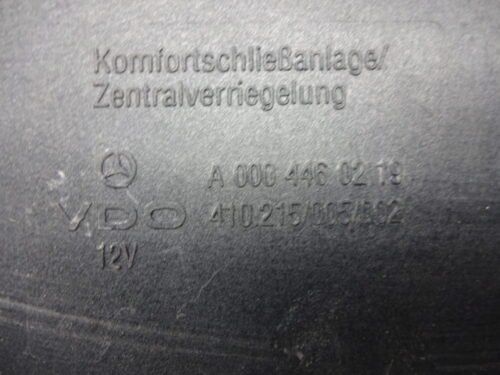 Komfortschließanlage/
Zentralverriegelung
A 000 446 02 19
VDO 410.215/005/002
12V